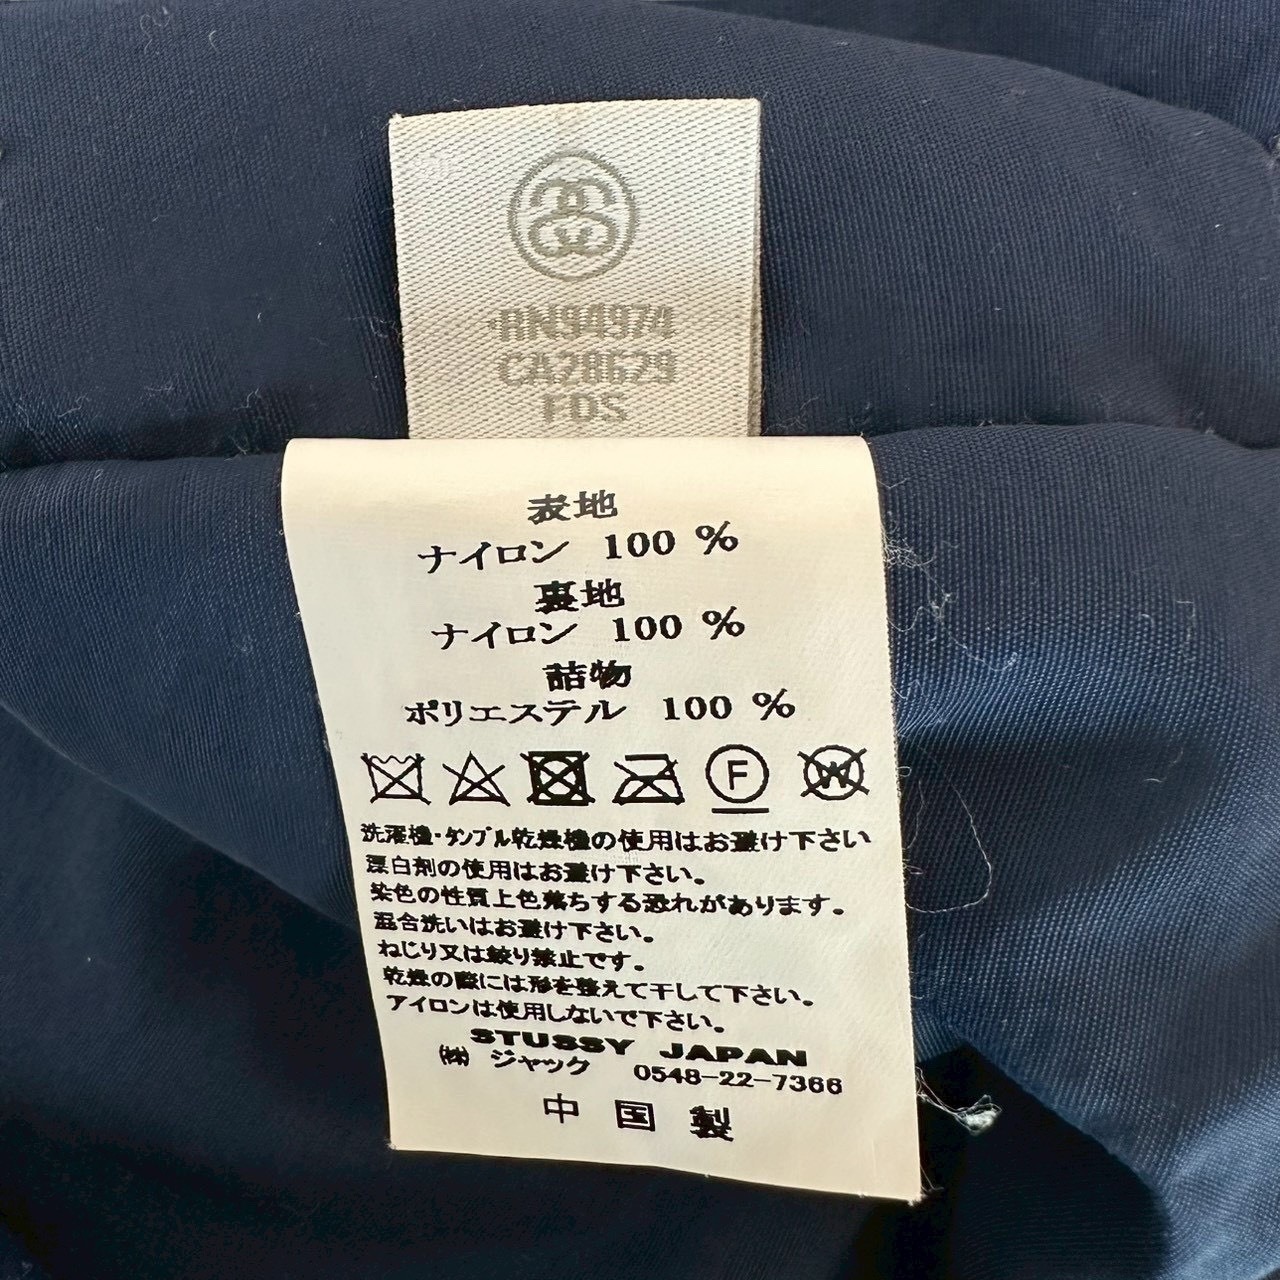 RN94974
CA28629
FDS
表地
ナイロン 100 %
裏地
ナイロン 100 %
詰物
ポリエステル 100 %
F W
洗濯機・タンブル乾燥機の使用はお避け下さい
漂白剤の使用はお避け下さい。
染色の性質上色落ちする恐れがあります。
混合洗いはお避け下さい。
ねじり又は絞り禁止です。
乾燥の際には形を整えて干して下さい。
アイロンは使用しないで下さい。
STUSSY JAPAN
㈱ ジャック 0548-22-7366
中国製